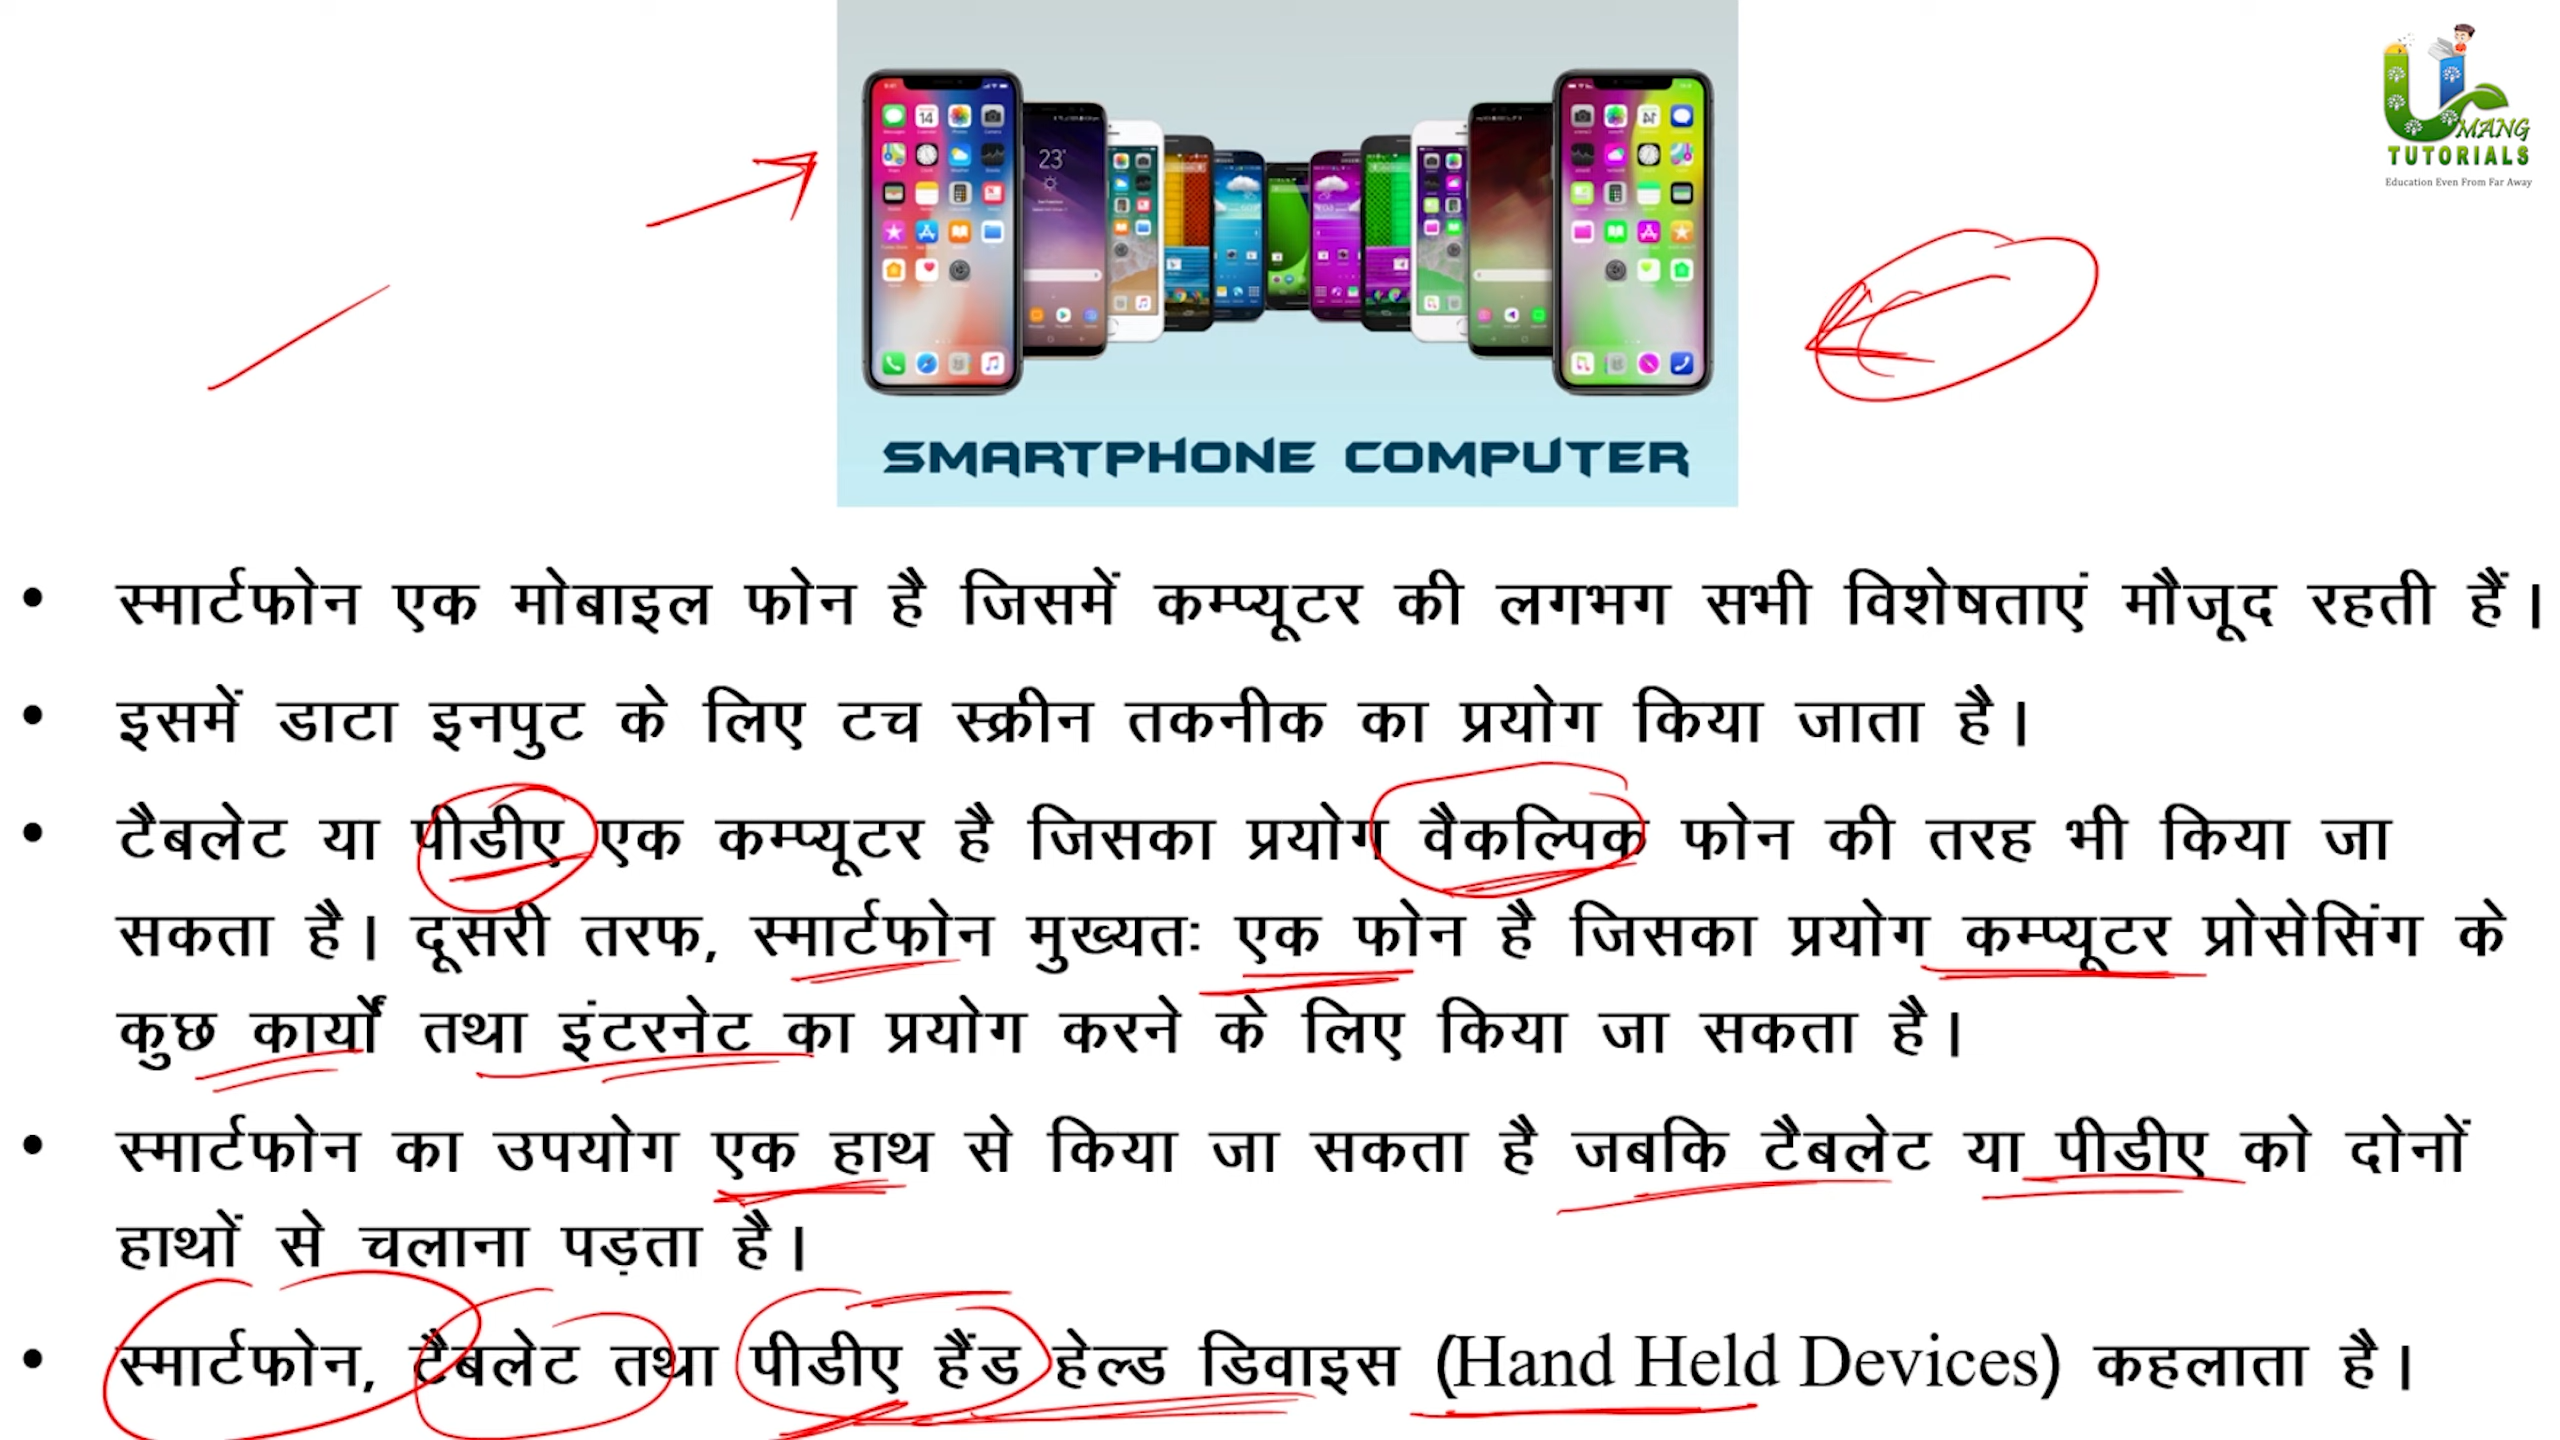 UMANG
TUTORIALS
Education Even From Far Away
23°
SMARTPHONE COMPUTER
• स्मार्टफोन एक मोबाइल फोन है जिसमें कम्प्यूटर की लगभग सभी विशेषताएं मौजूद रहती हैं।
• इसमें डाटा इनपुट के लिए टच स्क्रीन तकनीक का प्रयोग किया जाता है।
• टैबलेट या पीडीए एक कम्प्यूटर है जिसका प्रयोग वैकल्पिक फोन की तरह भी किया जा
सकता है। दूसरी तरफ, स्मार्टफोन मुख्यतः एक फोन है जिसका प्रयोग कम्प्यूटर प्रोसेसिंग के
कुछ कार्यों तथा इंटरनेट का प्रयोग करने के लिए किया जा सकता है।
• स्मार्टफोन का उपयोग एक हाथ से किया जा सकता है जबकि टैबलेट या पीडीए को दोनों
हाथों से चलाना पड़ता है।
• स्मार्टफोन, टैबलेट तथा पीडीए हैंड हेल्ड डिवाइस (Hand Held Devices) कहलाता है।